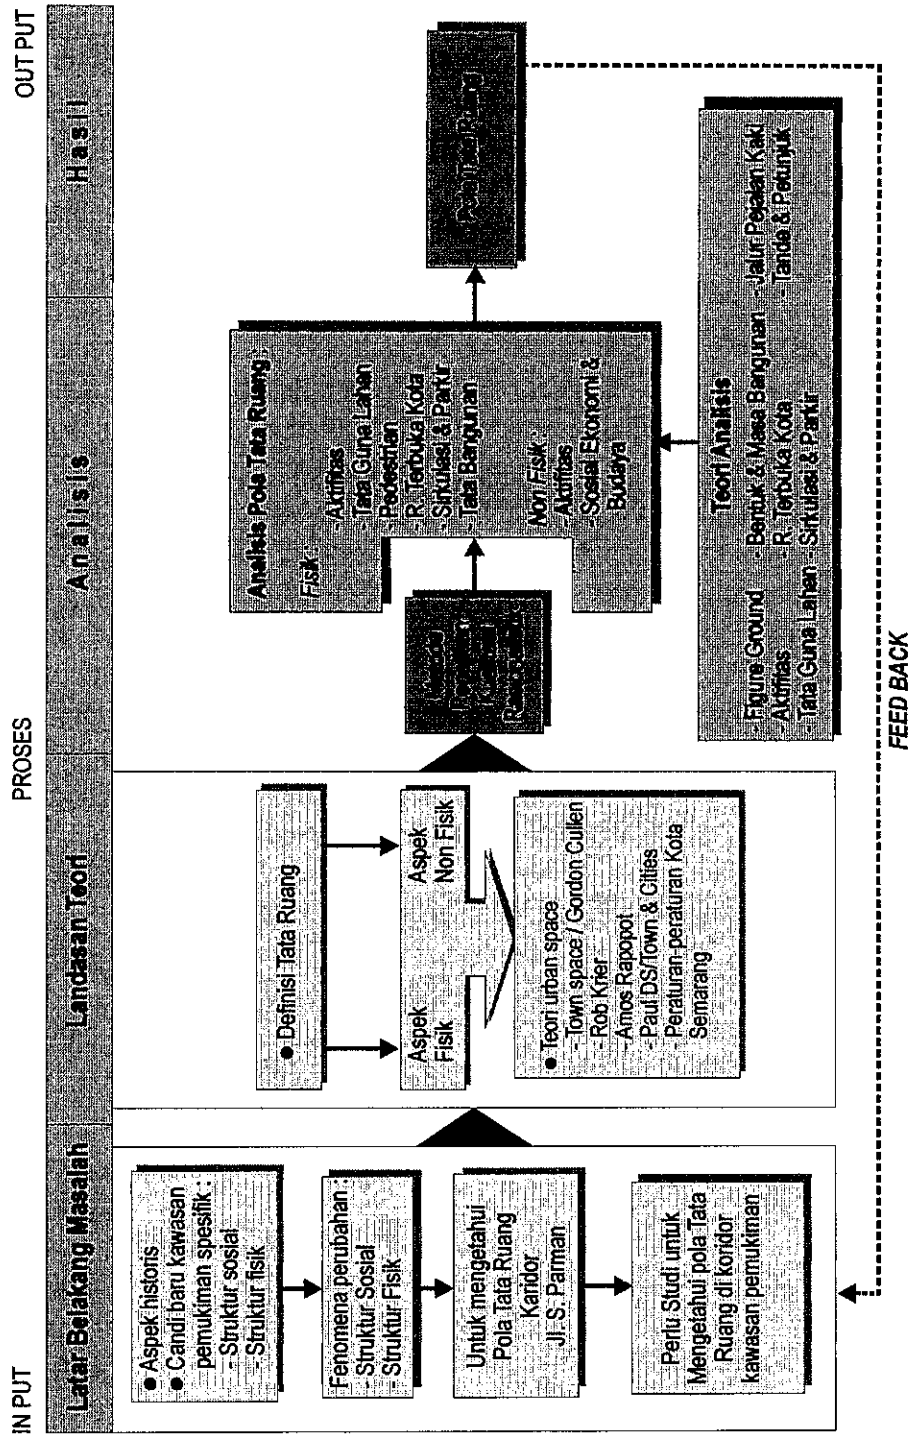 IN PUT
PROSES
OUT PUT
Latar Belakang Masalah
Landasan Teori
Analisis
Hasil
● Aspek historis
● Candi baru kawasan
pemukiman spesifik :
- Struktur sosial
- Struktur fisik
Fenomena perubahan :
- Struktur Sosial
- Struktur Fisik
Untuk mengetahui
Pola Tata Ruang
Karidor
Jl. S. Parman
Perlu Studi untuk
Mengetahui pola Tata
Ruang di koridor
kawasan pemukiman
● Definisi Tata Ruang
Aspek
Fisik
Aspek
Non Fisik
● Teori urban space
- Town space / Gordon Cullen
- Rob Krier
- Amos Rapopot
- Paul DS/Town & Cities
- Peraturan-peraturan Kota
Semarang
Analisis Pola Tata Ruang :
Fisik :
- Aktifitas
- Tata Guna Lahan
- Pedestrian
- R. Terbuka Kota
- Sirkulas & Parkir
- Tata Bangunan
Non Fisik :
- Aktifitas
- Sosial Ekonomi &
Budaya
Teori Analisis
- Figure Ground - Bentuk & Masa Bangunan - Jalur Pejalan Kaki
- Aktifitas - R. Terbuka Kota - Tanda & Petunjuk
- Tata Guna Lahan - Sirkulasi & Parkir
Pola Tata Ruang
FEED BACK